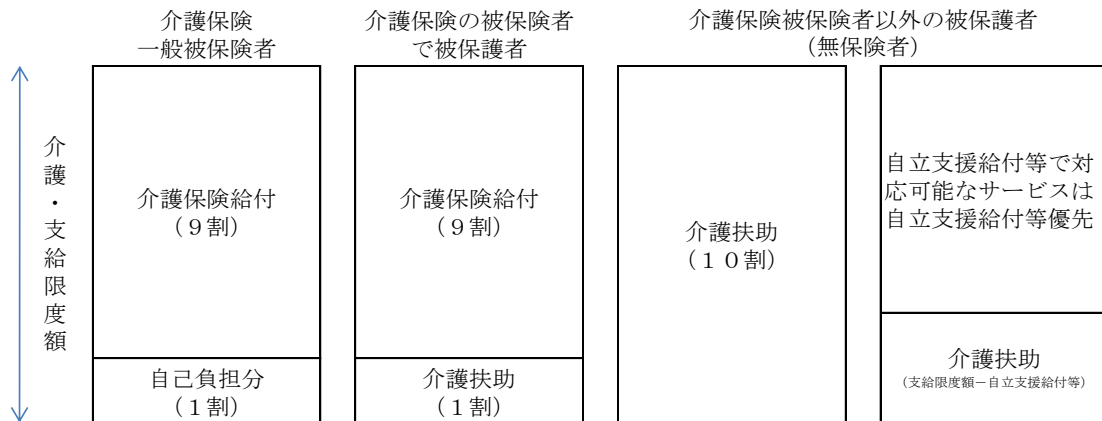 介護保険
一般被保険者
介護保険の被保険者
で被保護者
介護保険被保険者以外の被保護者
(無保険者)
介護・支給限度額
介護保険給付
(９割)
自己負担分
(１割)
介護保険給付
(９割)
介護扶助
(１割)
介護扶助
(１０割)
自立支援給付等で対
応可能なサービスは
自立支援給付等優先
介護扶助
(支給限度額－自立支援給付等)